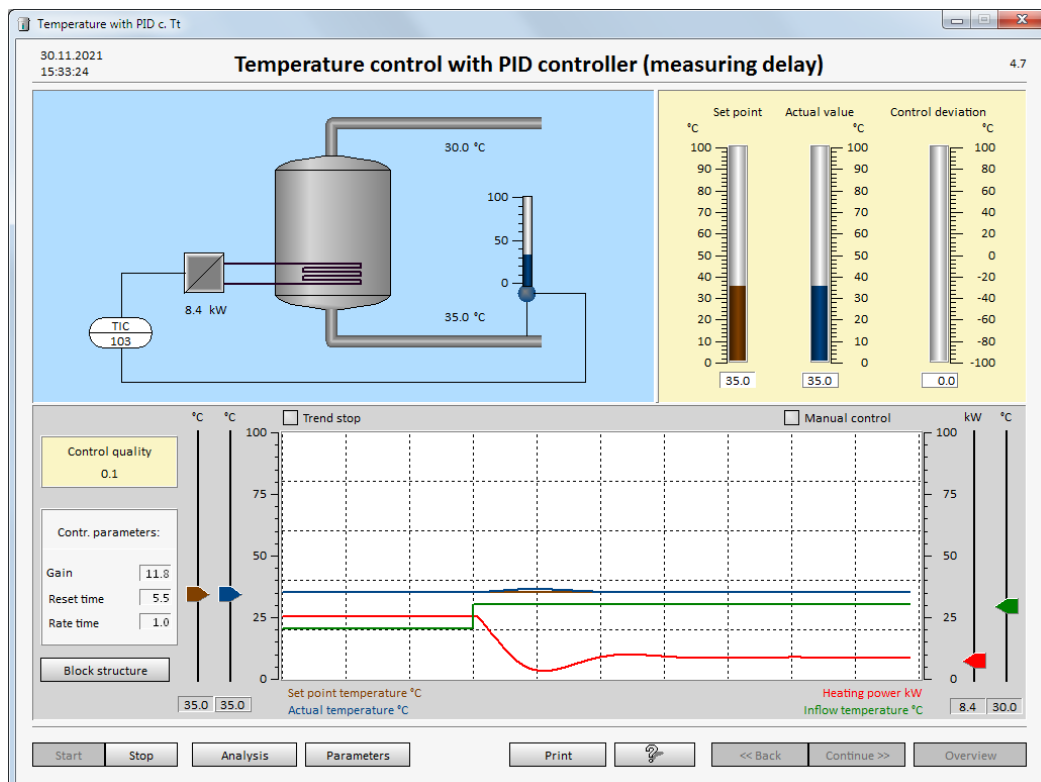 Temperature with PID c. Tt
30.11.2021
15:33:24
Temperature control with PID controller (measuring delay)
4.7
30.0 °C
100
50
0
8.4 kW
35.0 °C
TIC
103
Set point
Actual value
Control deviation
°C
°C
°C
100
90
80
70
60
50
40
30
20
10
0
100
90
80
70
60
50
40
30
20
10
0
100
80
60
40
20
0
-20
-40
-60
-80
-100
35.0
35.0
0.0
°C
°C
Trend stop
Manual control
kW
°C
Control quality
0.1
Contr. parameters:
Gain
11.8
Reset time
5.5
Rate time
1.0
Block structure
100
75
50
25
0
100
75
50
25
0
35.0
35.0
Set point temperature °C
Actual temperature °C
Heating power kW
Inflow temperature °C
8.4
30.0
Start
Stop
Analysis
Parameters
Print
?
<< Back
Continue >>
Overview